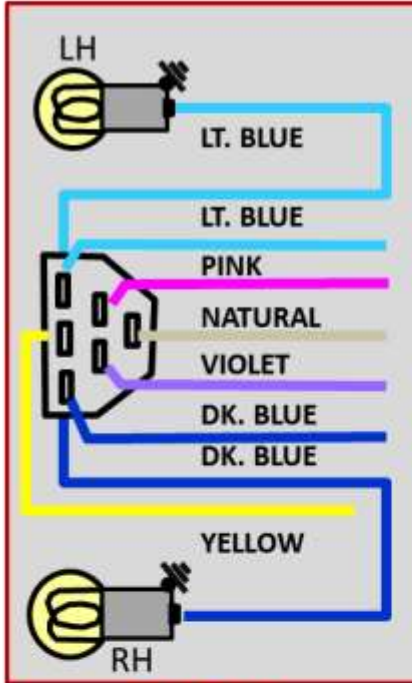 LH
LT. BLUE
LT. BLUE
PINK
NATURAL
VIOLET
DK. BLUE
DK. BLUE
YELLOW
RH